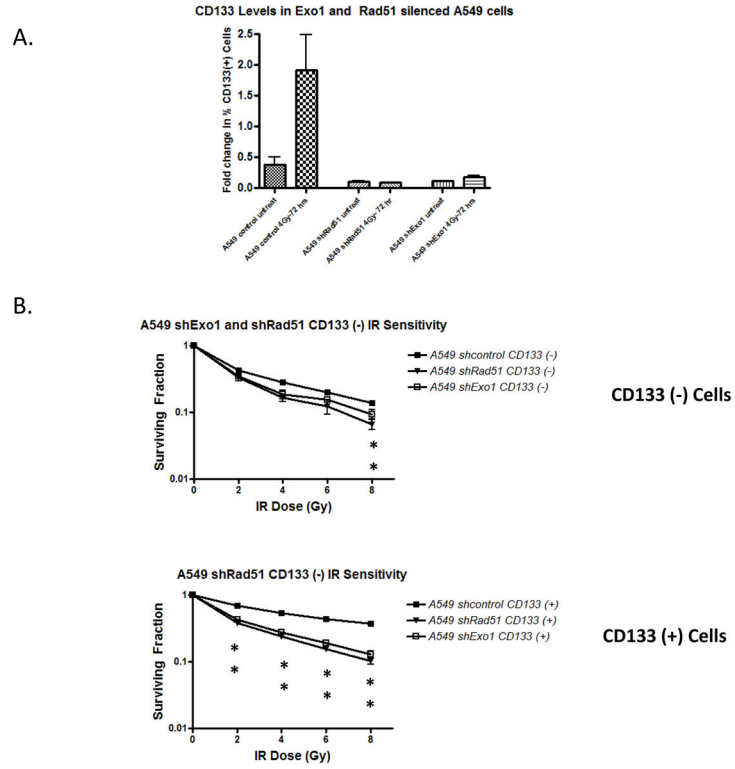 CD133 Levels in Exo1 and Rad51 silenced A549 cells
A.
Fold change in % CD133(+) Cells
2.5
2.0
1.5
1.0
0.5
0.0
A549 control untreat
A549 control 4Gy-72 hrs
A549 shRad51 untreat
A549 shRad51 4Gy-72 hr
A549 shExo1 untreat
A549 shExo1 4Gy-72 hrs
B.
A549 shExo1 and shRad51 CD133 (-) IR Sensitivity
Surviving Fraction
1
0.1
0.01
0 2 4 6 8
IR Dose (Gy)
A549 shcontrol CD133 (-)
A549 shRad51 CD133 (-)
A549 shExo1 CD133 (-)
*
*
CD133 (-) Cells
A549 shRad51 CD133 (-) IR Sensitivity
Surviving Fraction
1
0.1
0.01
0 2 4 6 8
IR Dose (Gy)
A549 shcontrol CD133 (+)
A549 shRad51 CD133 (+)
A549 shExo1 CD133 (+)
* * * *
* * * *
CD133 (+) Cells